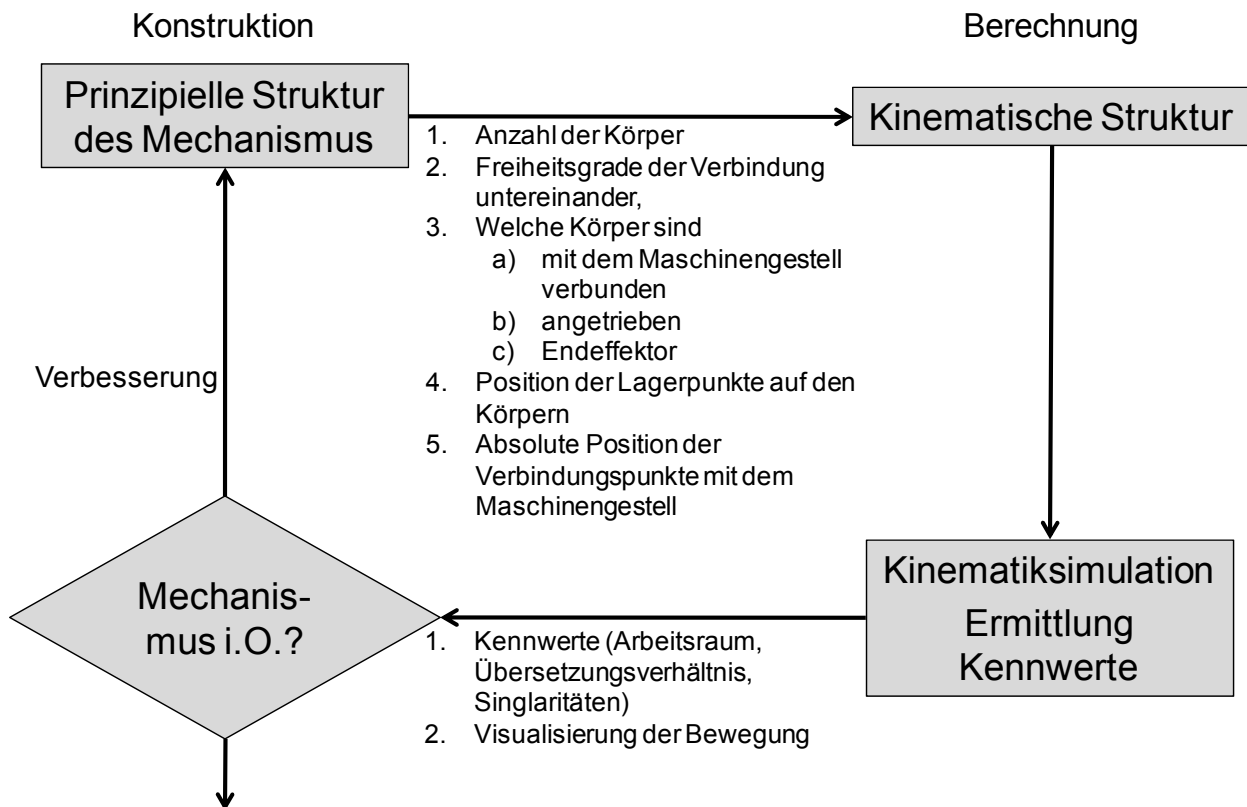 Konstruktion
Berechnung
Prinzipielle Struktur
des Mechanismus
Kinematische Struktur
1. Anzahl der Körper
2. Freiheitsgrade der Verbindung
untereinander,
3. Welche Körper sind
a) mit dem Maschinengestell
verbunden
b) angetrieben
c) Endeffektor
4. Position der Lagerpunkte auf den
Körpern
5. Absolute Position der
Verbindungspunkte mit dem
Maschinengestell
Verbesserung
Kinematiksimulation
Ermittlung
Kennwerte
Mechanis-
mus i.O.?
1. Kennwerte (Arbeitsraum,
Übersetzungsverhältnis,
Singlaritäten)
2. Visualisierung der Bewegung